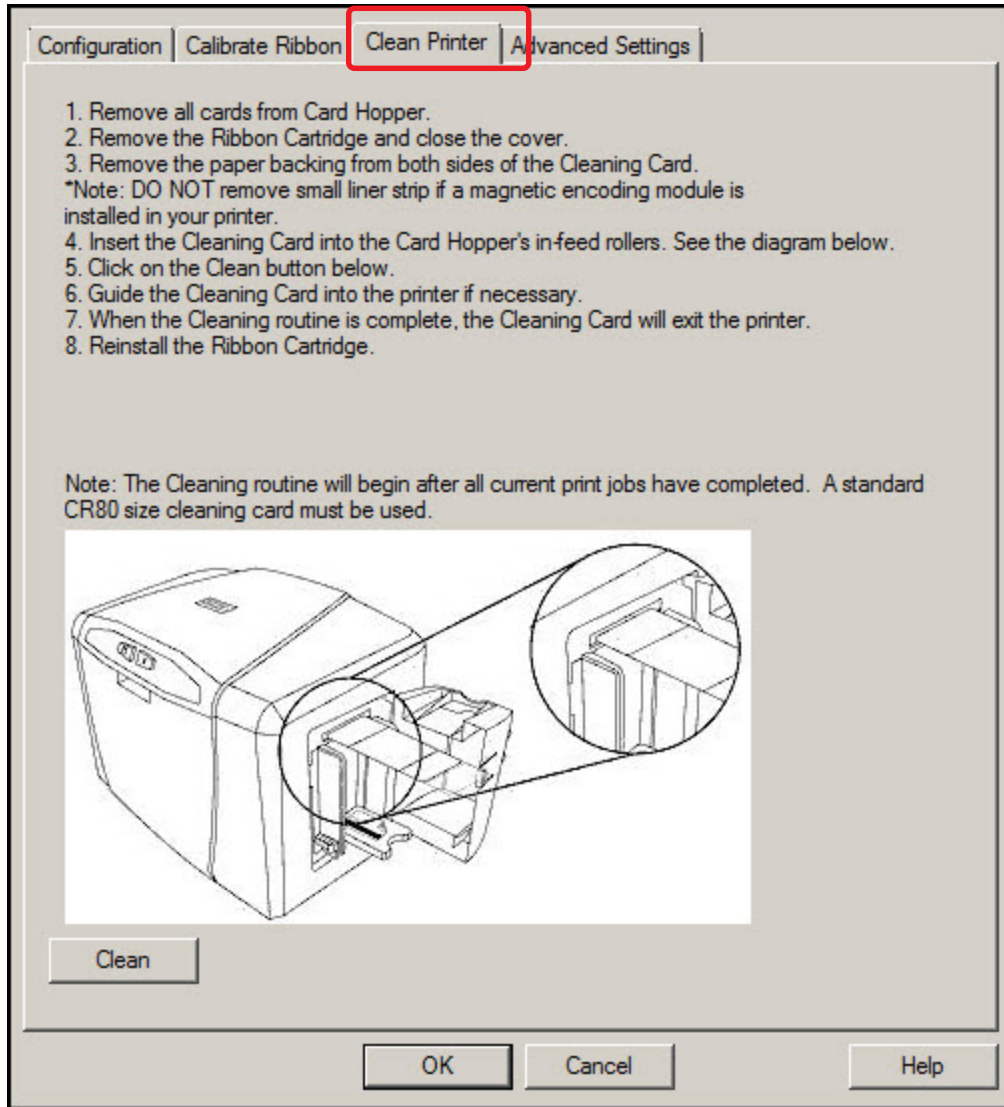 Configuration
Calibrate Ribbon
Clean Printer
Advanced Settings
1. Remove all cards from Card Hopper.
2. Remove the Ribbon Cartridge and close the cover.
3. Remove the paper backing from both sides of the Cleaning Card.
*Note: DO NOT remove small liner strip if a magnetic encoding module is
installed in your printer.
4. Insert the Cleaning Card into the Card Hopper's in-feed rollers. See the diagram below.
5. Click on the Clean button below.
6. Guide the Cleaning Card into the printer if necessary.
7. When the Cleaning routine is complete, the Cleaning Card will exit the printer.
8. Reinstall the Ribbon Cartridge.
Note: The Cleaning routine will begin after all current print jobs have completed. A standard
CR80 size cleaning card must be used.
Clean
OK
Cancel
Help